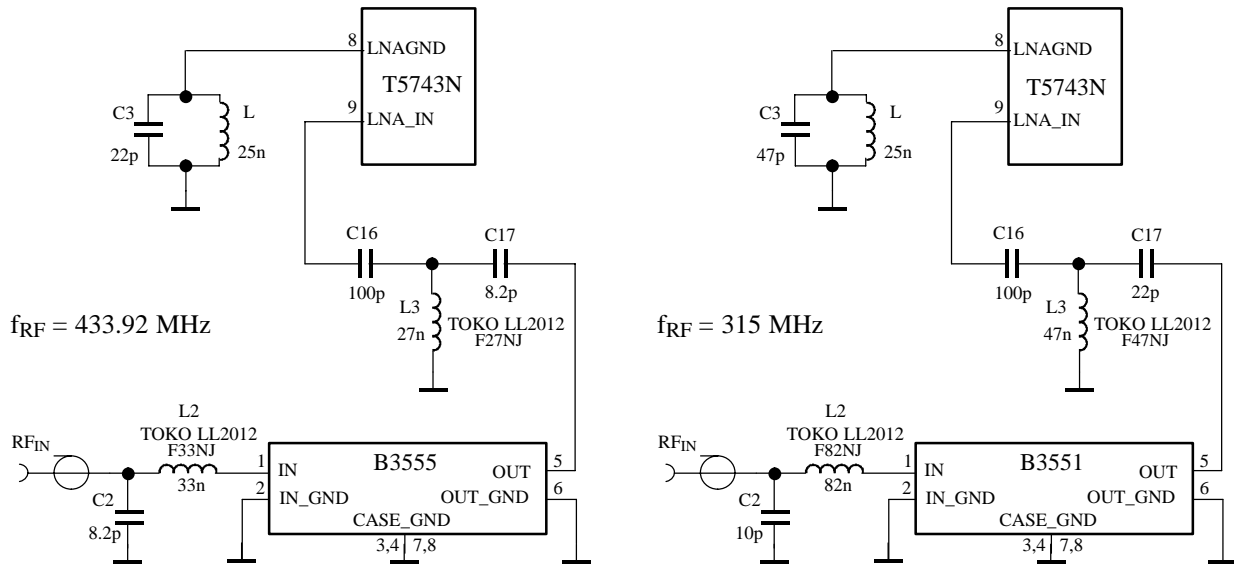 8
LNAGND
T5743N
C3
L
9
LNA_IN
22p
25n
C16
C17
100p
8.2p
L3
27n
TOKO LL2012
F27NJ
fRF = 433.92 MHz
L2
TOKO LL2012
F33NJ
33n
RFIN
C2
8.2p
1
IN
B3555
OUT
5
2
IN_GND
OUT_GND
6
CASE_GND
3,4
7,8
8
LNAGND
T5743N
C3
L
9
LNA_IN
47p
25n
C16
C17
100p
22p
L3
47n
TOKO LL2012
F47NJ
fRF = 315 MHz
L2
TOKO LL2012
F82NJ
82n
RFIN
C2
10p
1
IN
B3551
OUT
5
2
IN_GND
OUT_GND
6
CASE_GND
3,4
7,8